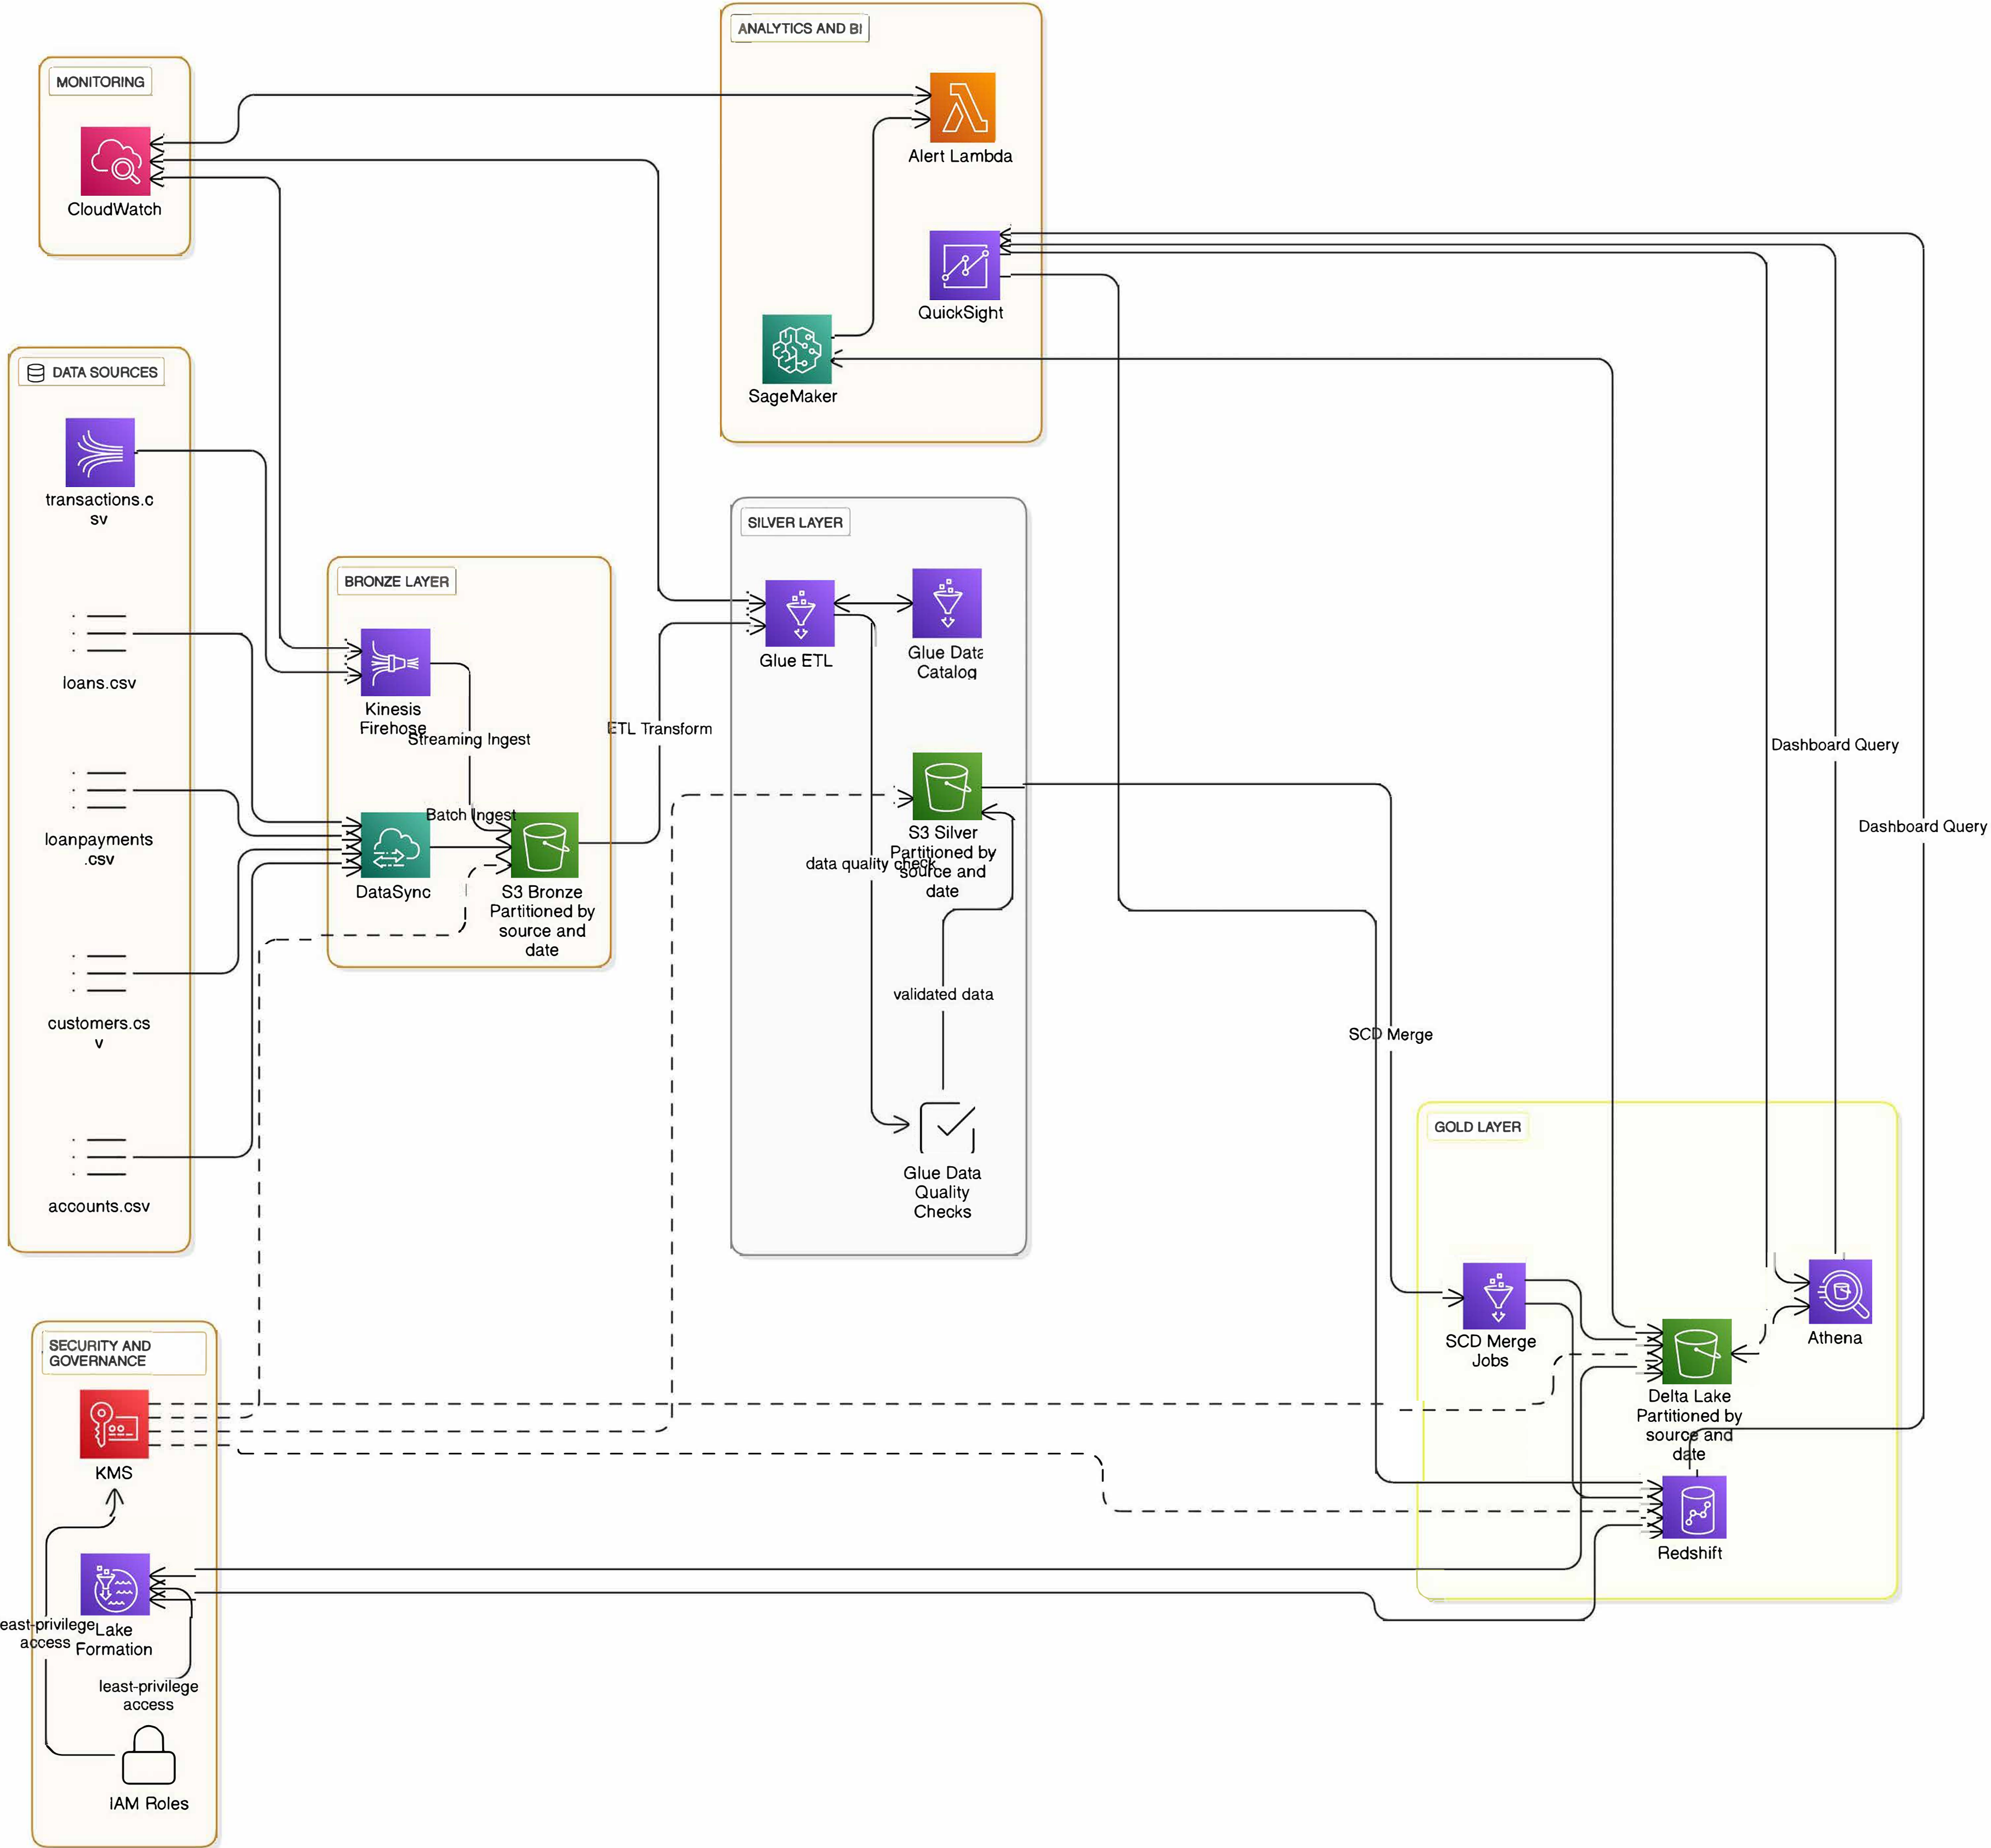 ANALYTICS AND BI
Alert Lambda
QuickSight
SageMaker
MONITORING
CloudWatch
DATA SOURCES
transactions.c
sv
loans.csv
loanpayments
.csv
customers.cs
v
accounts.csv
BRONZE LAYER
Kinesis
Firehose
Streaming Ingest
Batch Ingest
DataSync
S3 Bronze
Partitioned by
source and
date
ETL Transform
SILVER LAYER
Glue ETL
Glue Data
Catalog
S3 Silver
Partitioned by
source and
date
data quality check
validated data
Glue Data
Quality
Checks
SCD Merge
Dashboard Query
Dashboard Query
GOLD LAYER
SCD Merge
Jobs
Delta Lake
Partitioned by
source and
date
Athena
Redshift
SECURITY AND
GOVERNANCE
KMS
Lake
Formation
east-privilege
access
least-privilege
access
IAM Roles